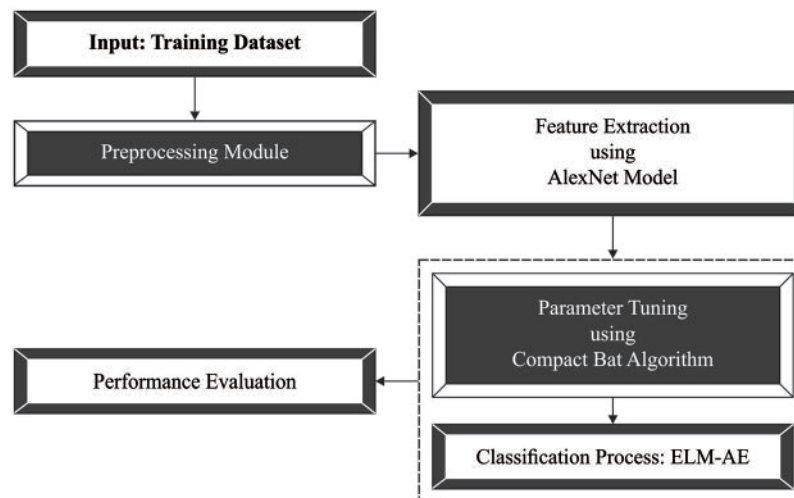 Input: Training Dataset
Preprocessing Module
Feature Extraction
using
AlexNet Model
Parameter Tuning
using
Compact Bat Algorithm
Performance Evaluation
Classification Process: ELM-AE